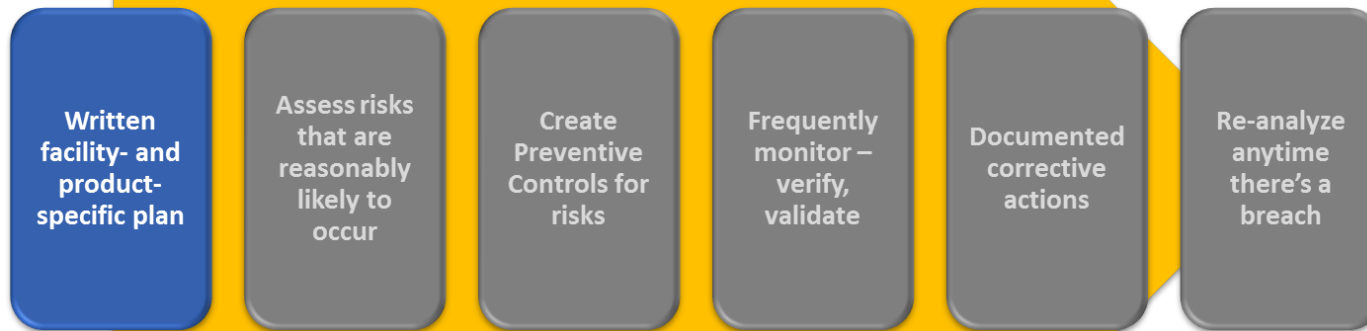 Written
facility- and
product-
specific plan
Assess risks
that are
reasonably
likely to
occur
Create
Preventive
Controls for
risks
Frequently
monitor –
verify,
validate
Documented
corrective
actions
Re-analyze
anytime
there's a
breach